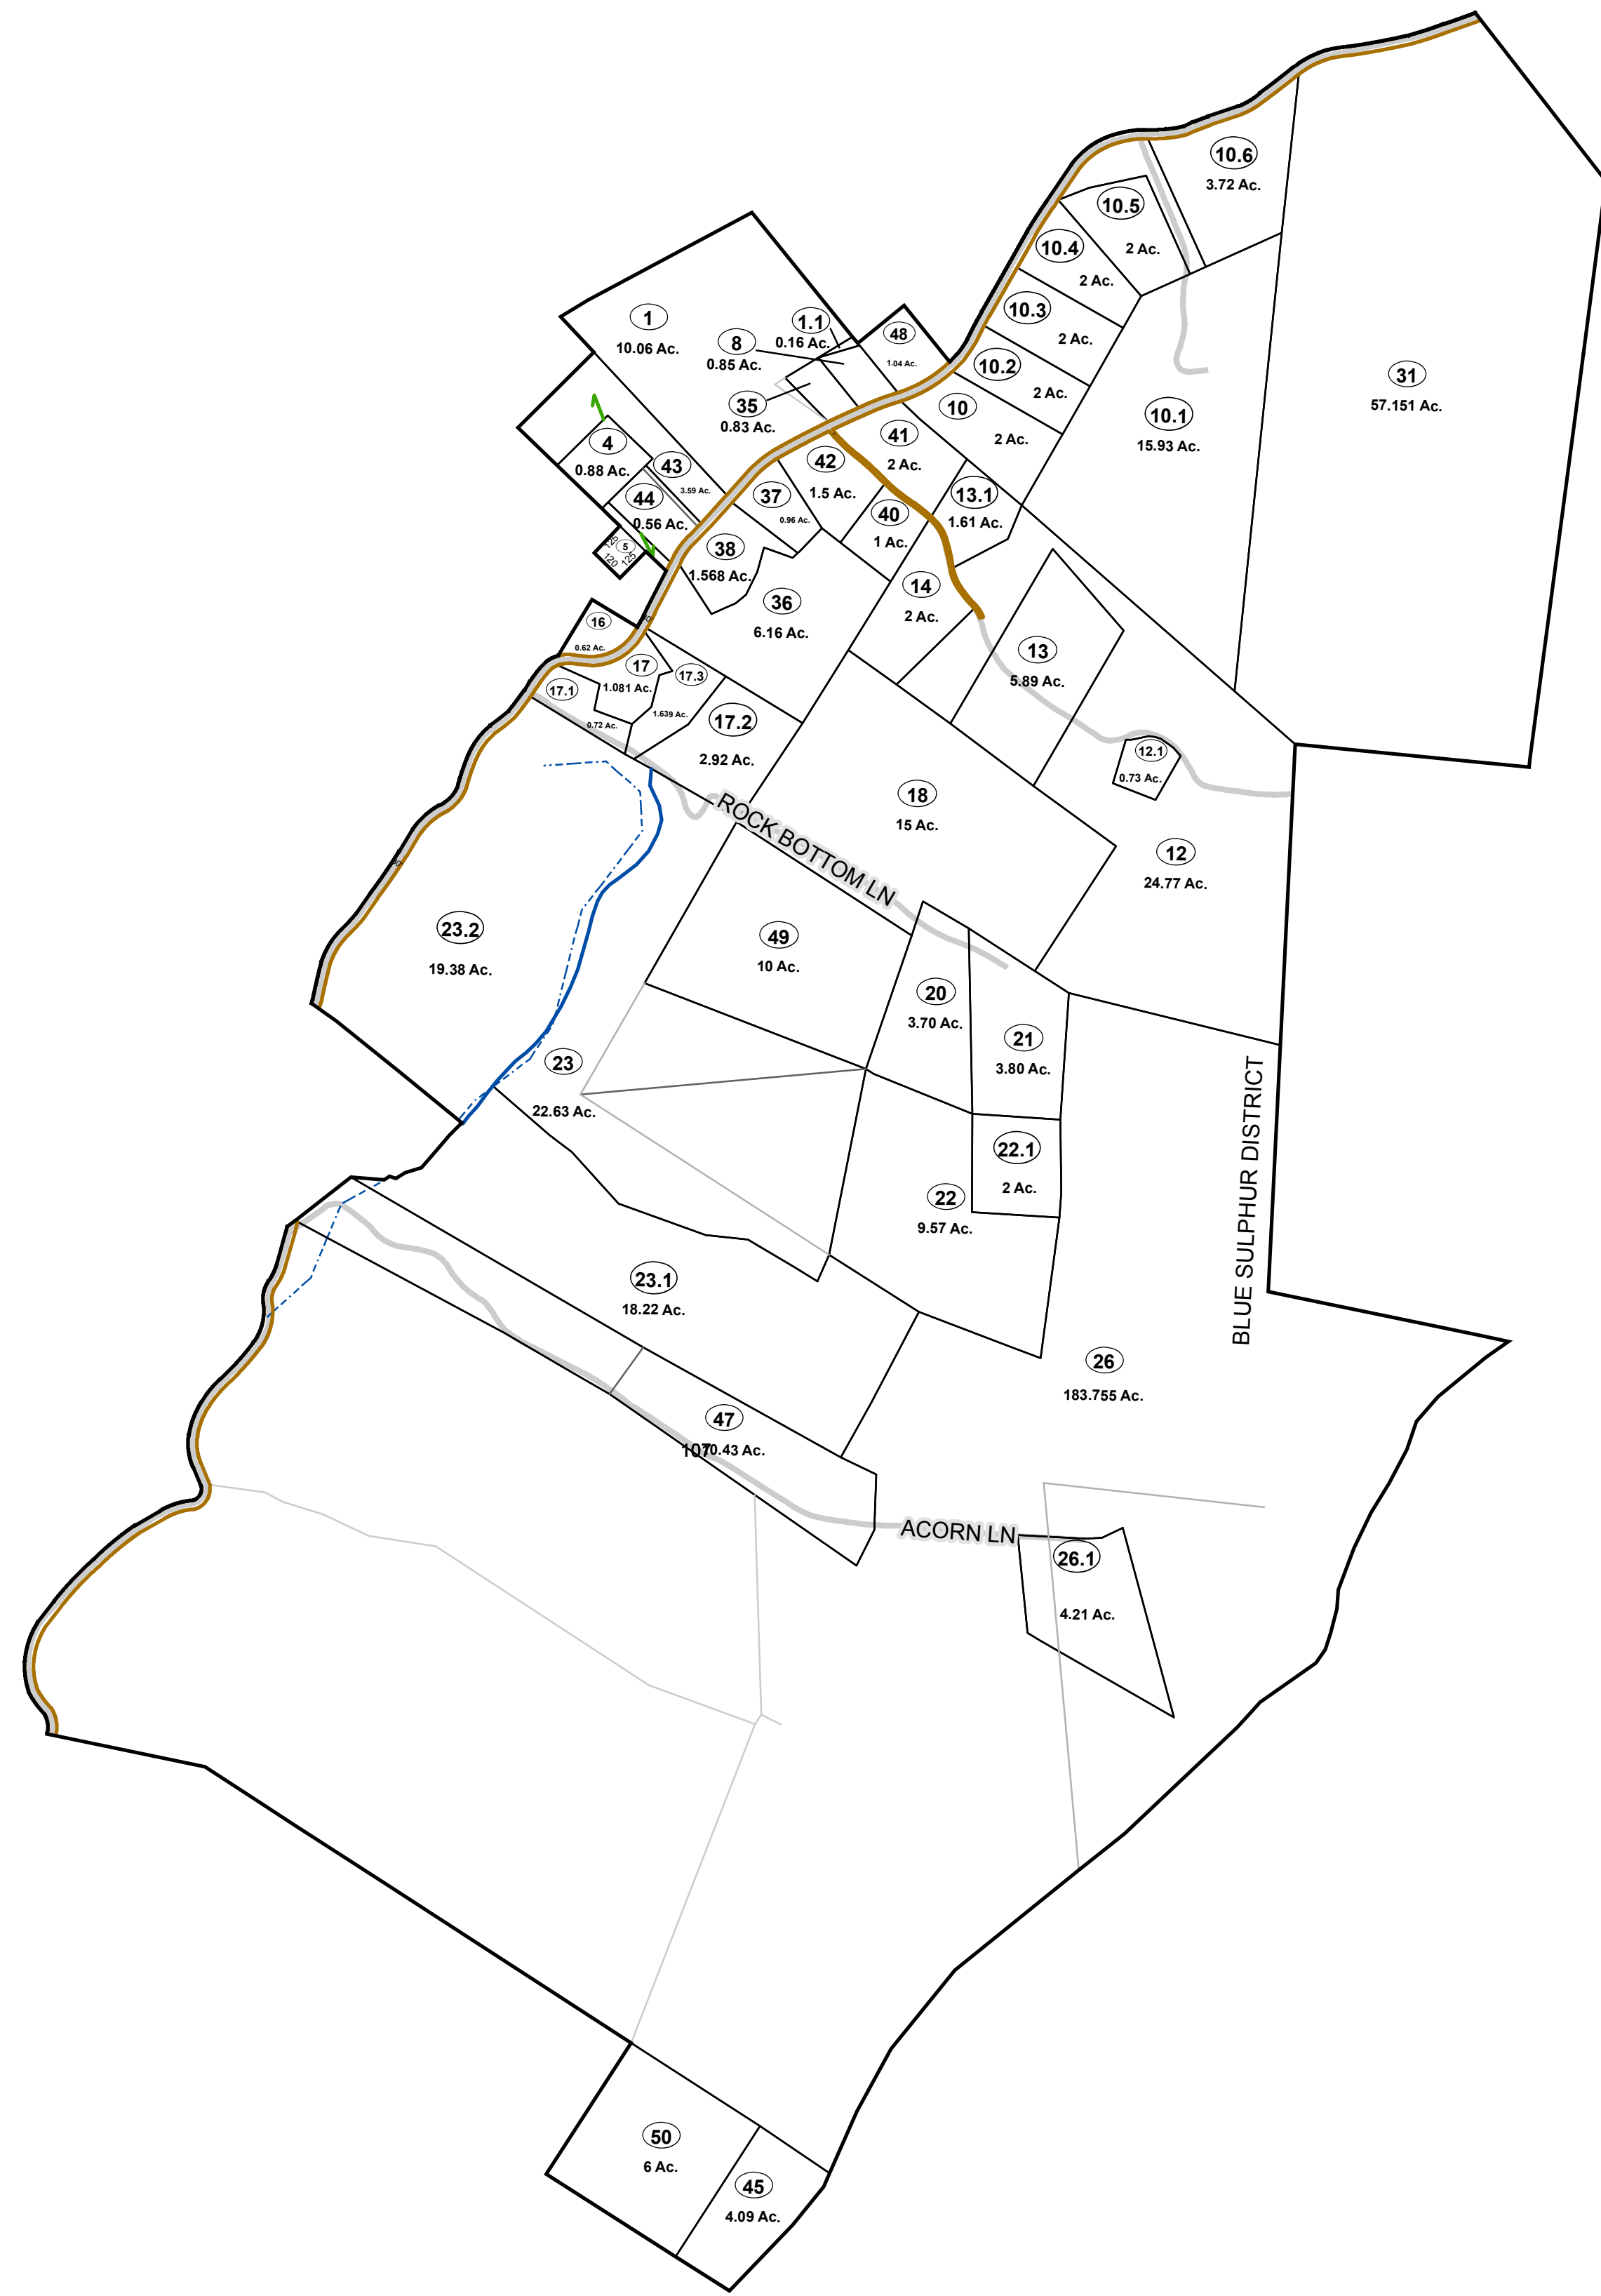 10.6
3.72 Ac.
10.5
2 Ac.
10.4
2 Ac.
10.3
2 Ac.
10.2
2 Ac.
10
2 Ac.
10.1
15.93 Ac.
31
57.151 Ac.
1
10.06 Ac.
1.1
0.16 Ac.
8
0.85 Ac.
48
1.04 Ac.
35
0.83 Ac.
4
0.88 Ac.
43
3.59 Ac.
44
0.56 Ac.
5
125
120
125
41
2 Ac.
42
1.5 Ac.
37
0.96 Ac.
40
1 Ac.
13.1
1.61 Ac.
38
1.568 Ac.
36
6.16 Ac.
14
2 Ac.
13
5.89 Ac.
16
0.62 Ac.
17
1.081 Ac.
17.3
1.639 Ac.
17.1
0.72 Ac.
17.2
2.92 Ac.
12.1
0.73 Ac.
18
15 Ac.
12
24.77 Ac.
ROCK BOTTOM LN
23.2
19.38 Ac.
49
10 Ac.
20
3.70 Ac.
21
3.80 Ac.
23
22.63 Ac.
22.1
2 Ac.
22
9.57 Ac.
BLUE SULPHUR DISTRICT
23.1
18.22 Ac.
26
183.755 Ac.
47
107
10.43 Ac.
ACORN LN
26.1
4.21 Ac.
50
6 Ac.
45
4.09 Ac.